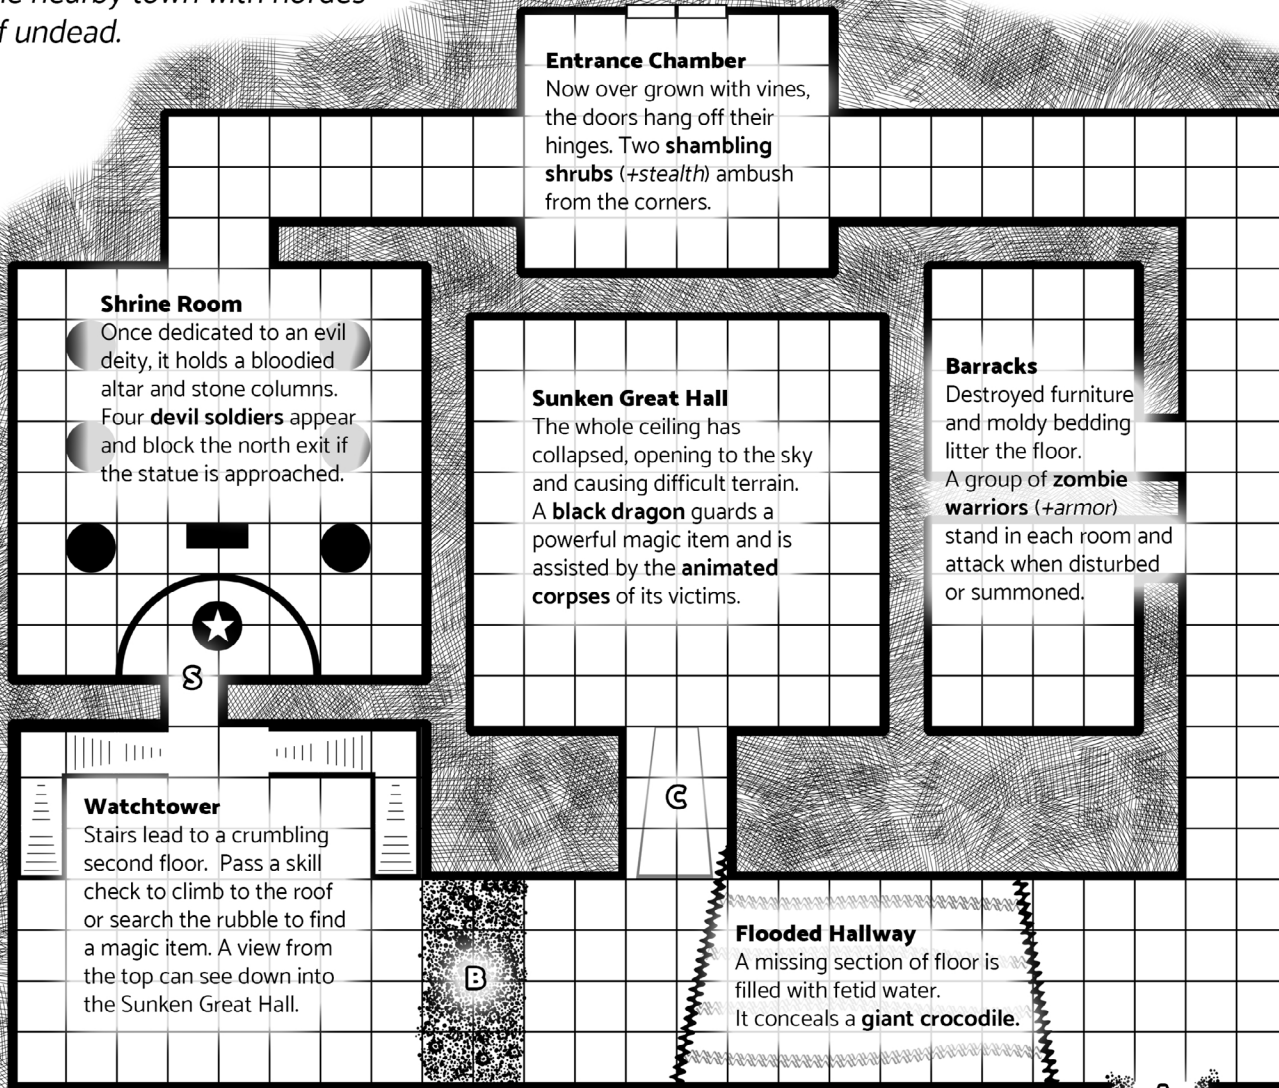 ne nearby town with hordes
f undead.
Entrance Chamber
Now over grown with vines,
the doors hang off their
hinges. Two shambling
shrubs (+stealth) ambush
from the corners.
Shrine Room
Once dedicated to an evil
deity, it holds a bloodied
altar and stone columns.
Four devil soldiers appear
and block the north exit if
the statue is approached.
S
Sunken Great Hall
The whole ceiling has
collapsed, opening to the sky
and causing difficult terrain.
A black dragon guards a
powerful magic item and is
assisted by the animated
corpses of its victims.
Barracks
Destroyed furniture
and moldy bedding
litter the floor.
A group of zombie
warriors (+armor)
stand in each room and
attack when disturbed
or summoned.
C
Watchtower
Stairs lead to a crumbling
second floor. Pass a skill
check to climb to the roof
or search the rubble to find
a magic item. A view from
the top can see down into
the Sunken Great Hall.
B
Flooded Hallway
A missing section of floor is
filled with fetid water.
It conceals a giant crocodile.